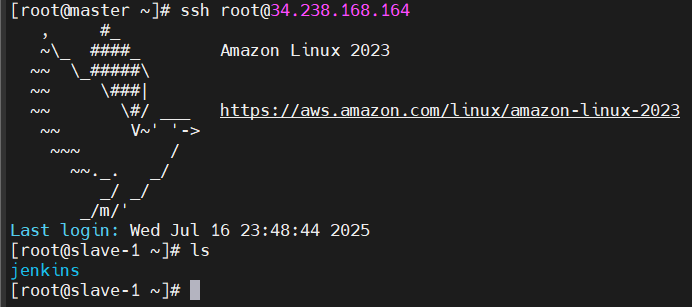 [root@master ~]# ssh root@34.238.168.164
   ,     #_
   ~\_  ####_        Amazon Linux 2023
  ~~  \_#####\
  ~~     \###|
  ~~       \#/ ___   https://aws.amazon.com/linux/amazon-linux-2023
   ~~       V~' '->
    ~~~         /
      ~~._.   _/
         _/ _/
       _/m/'
Last login: Wed Jul 16 23:48:44 2025
[root@slave-1 ~]# ls
jenkins
[root@slave-1 ~]#